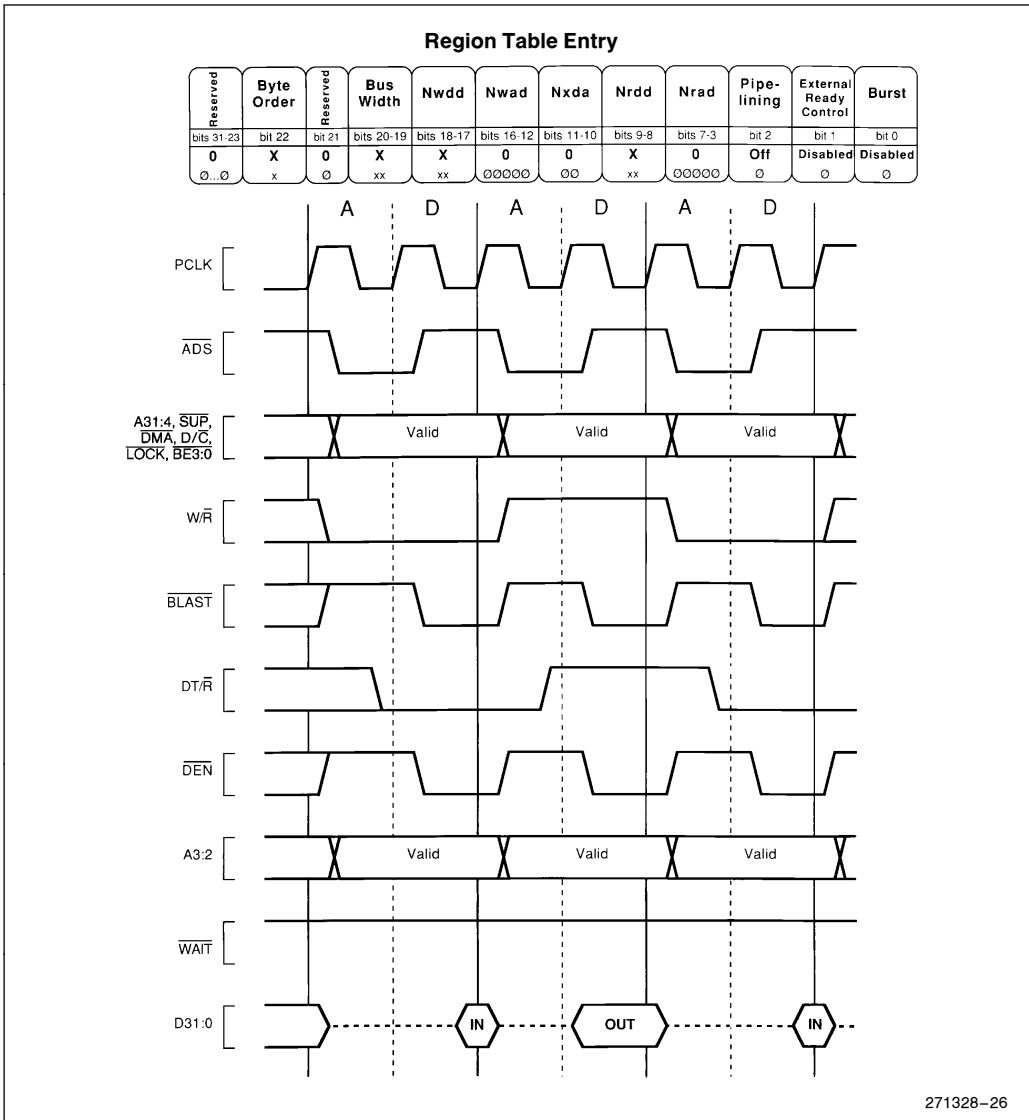 Region Table Entry
Reserved Byte Order Reserved Bus Width Nwdd Nwad Nxda Nrdd Nrad Pipe-lining External Ready Control Burst
bits 31-23 bit 22 bit 21 bits 20-19 bits 18-17 bits 16-12 bits 11-10 bits 9-8 bits 7-3 bit 2 bit 1 bit 0
0 X 0 X X 0 0 X 0 Off Disabled Disabled
Ø...Ø x Ø xx xx ØØØØØ ØØ xx ØØØØØ Ø Ø Ø
A D A D A D
PCLK
ADS
A31:4, SUP,
DMA, D/C,
LOCK, BE3:0
Valid Valid Valid
W/R
BLAST
DT/R
DEN
A3:2 Valid Valid Valid
WAIT
D31:0 IN OUT IN
271328-26